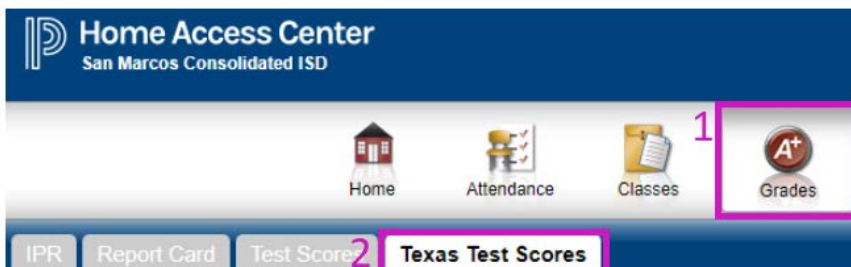 Home Access Center
San Marcos Consolidated ISD
Home Attendance Classes 1 A+ Grades
IPR Report Card Test Scores 2 Texas Test Scores